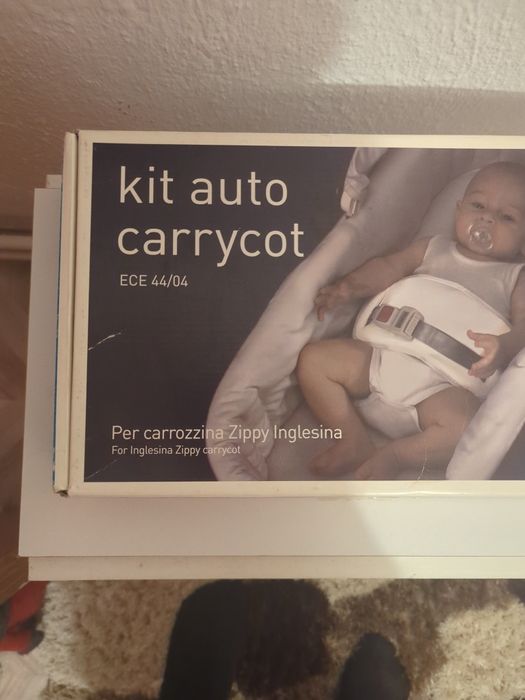 kit auto
carrycot
ECE 44/04
Per carrozzina Zippy Inglesina
For Inglesina Zippy carrycot